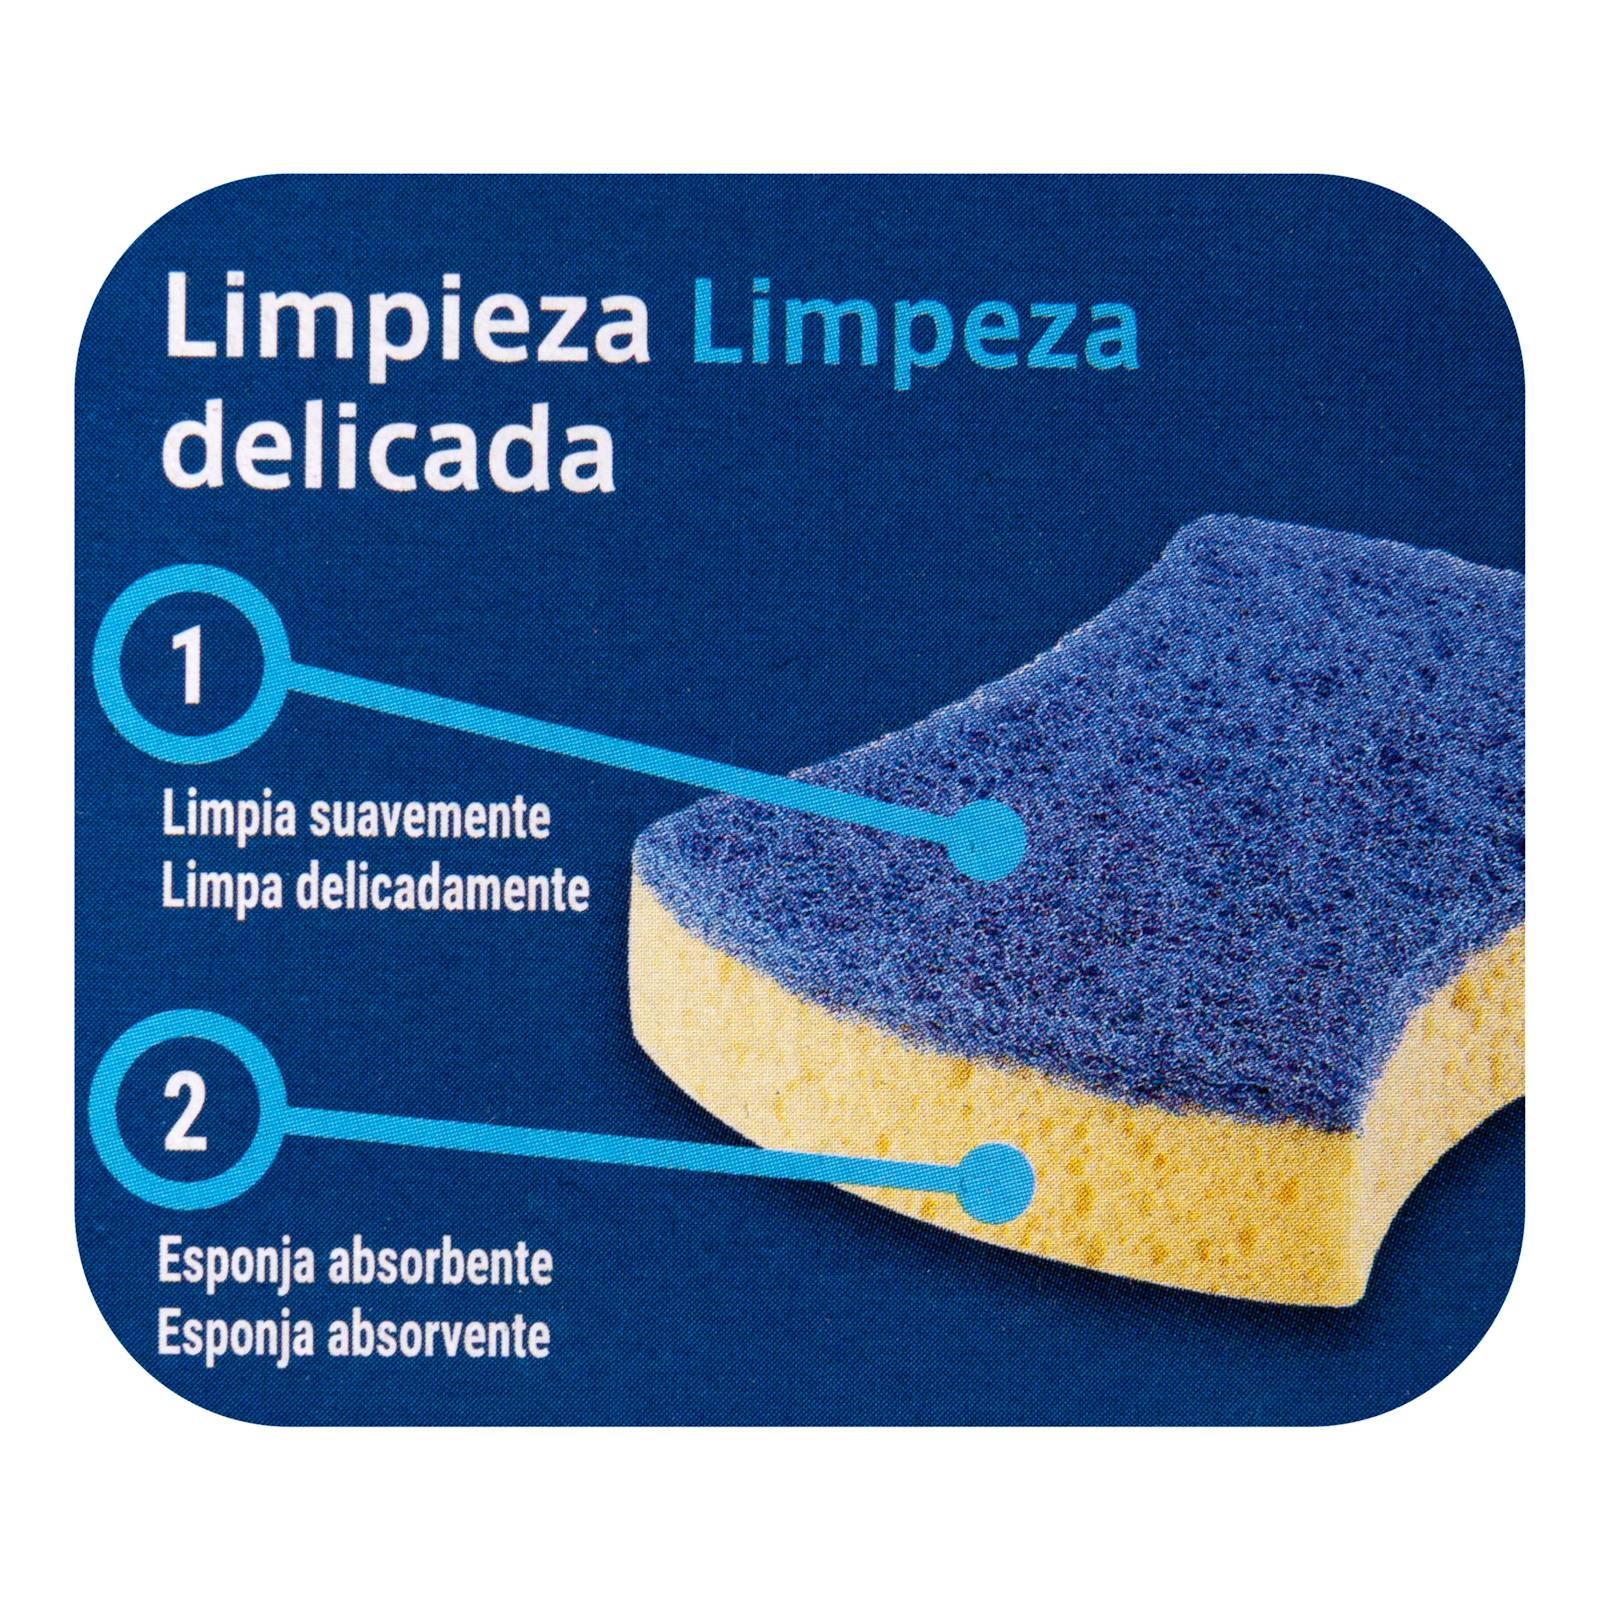 Limpieza Limpeza
delicada
1
Limpia suavemente
Limpa delicadamente
2
Esponja absorbente
Esponja absorvente